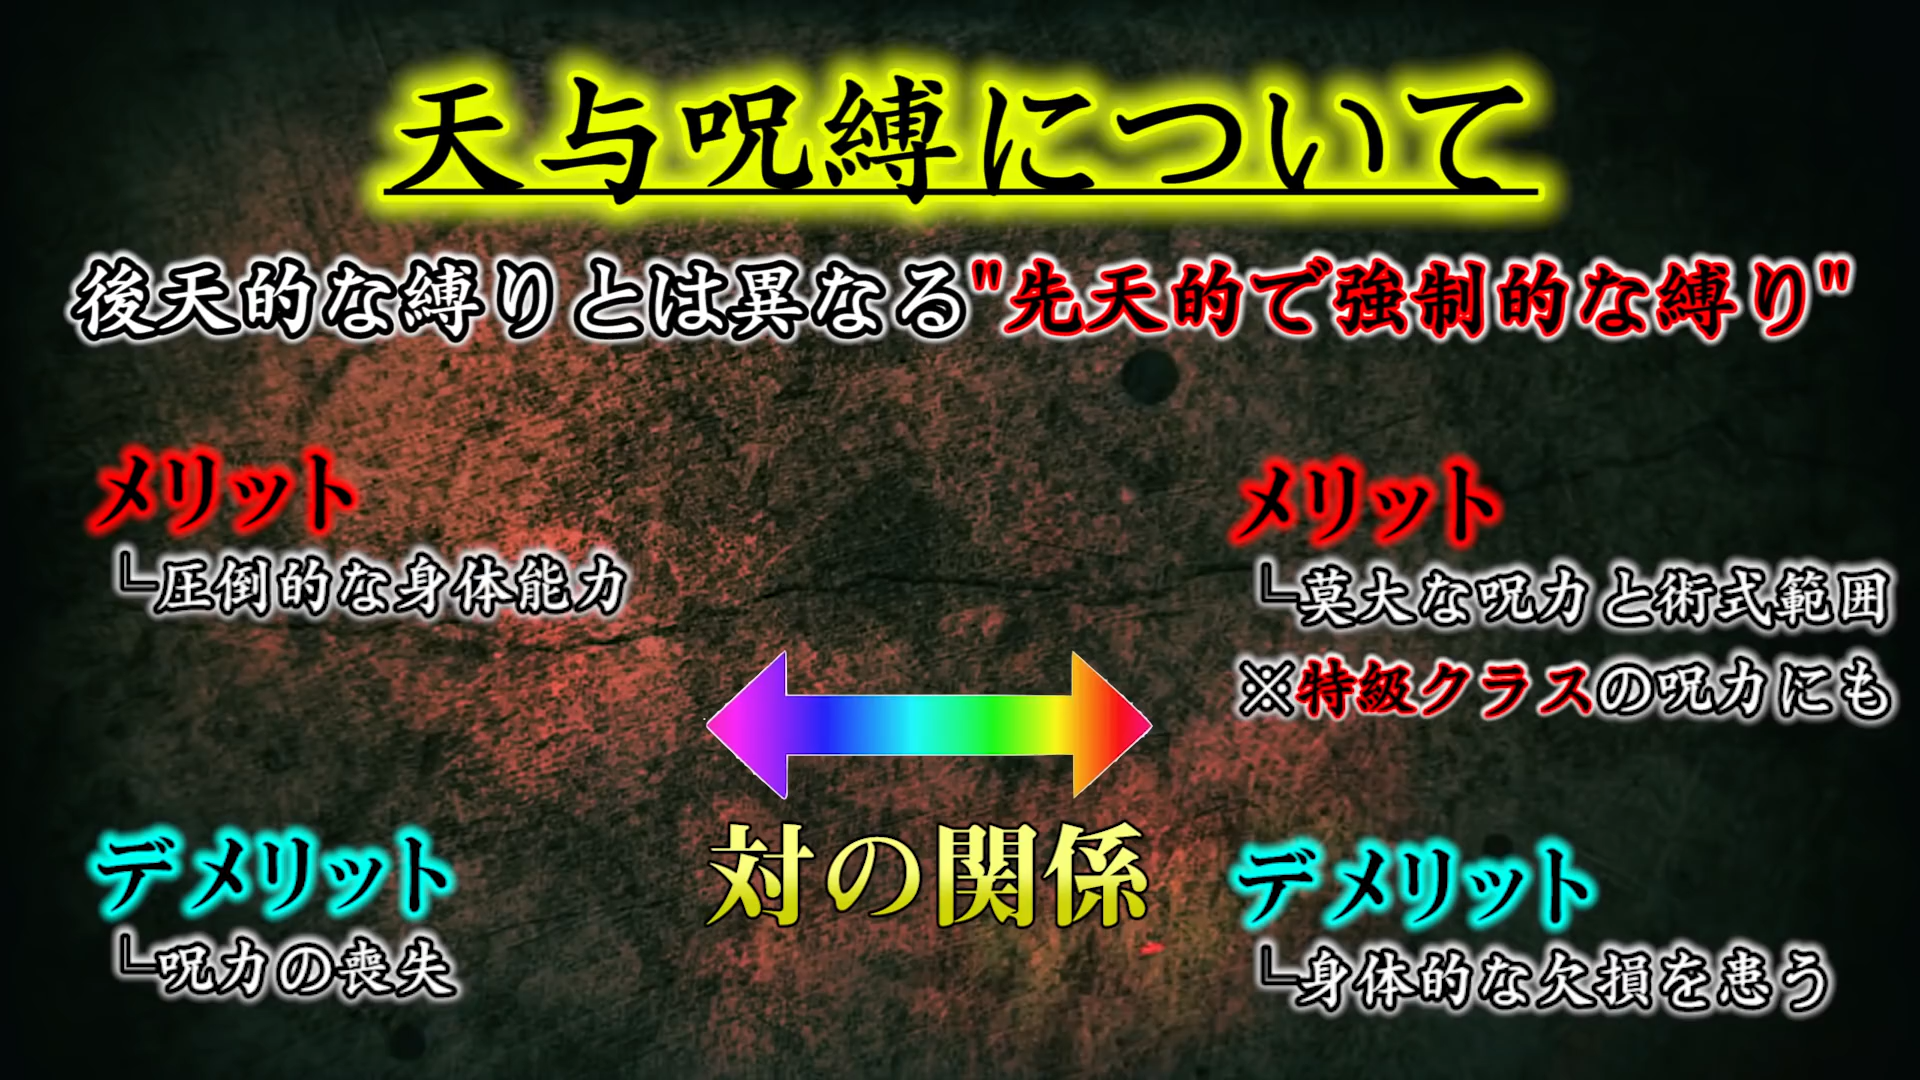 天与呪縛について
後天的な縛りとは異なる"先天的で強制的な縛り"
メリット
└圧倒的な身体能力
デメリット
└呪力の喪失
対の関係
メリット
└莫大な呪力と術式範囲
※特級クラスの呪力にも
デメリット
└身体的な欠損を患う